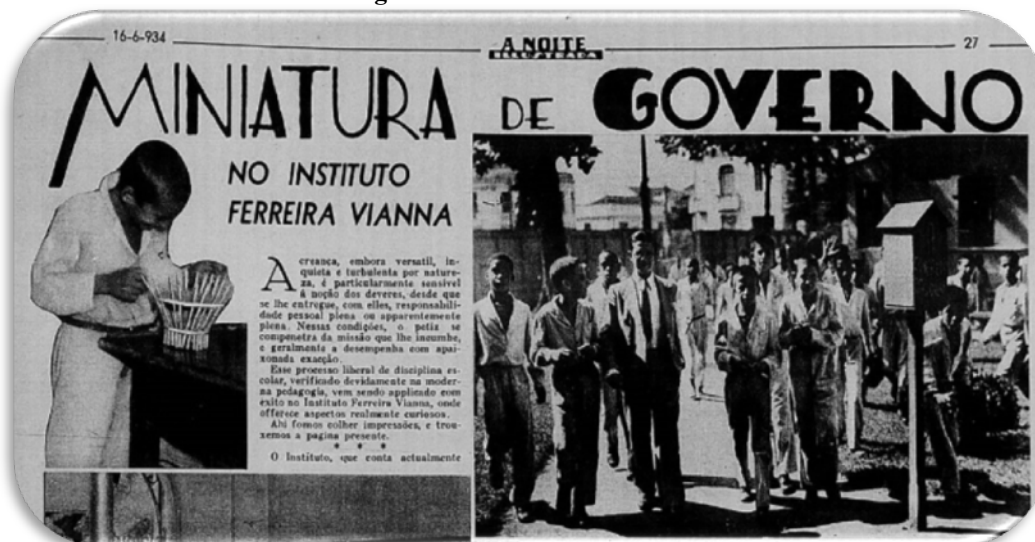 16-6-934
A NOITE
ILLUSTRADA
27
MINIATURA DE GOVERNO
NO INSTITUTO
FERREIRA VIANNA
A creança, embora versatil, in-
quieta e turbulenta por nature-
za, é particularmente sensivel
á noção dos deveres, desde que
se lhe entregue, com elles, responsabili-
dade pessoal plena ou apparentemente
plena. Nessas condições, o petiz se
compenetra da missão que lhe incumbe,
e geralmente a desempenha com apai-
xonada exacção.
Esse processo liberal de disciplina es-
colar, verificado devidamente na moder-
na pedagogia, vem sendo applicado com
exito no Instituto Ferreira Vianna, onde
offerece aspectos realmente curiosos.
Ahi fomos colher impressões, e trou-
xemos a pagina presente.
* * *
O Instituto, que conta actualmente